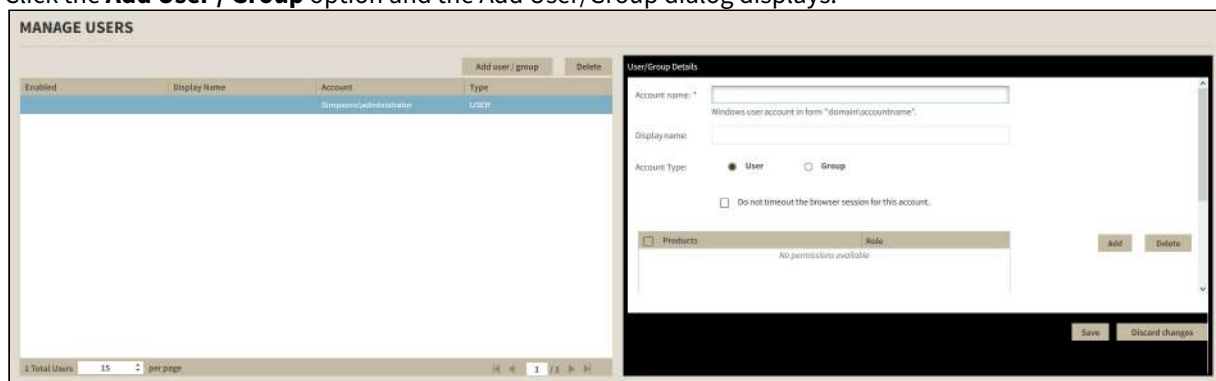 Click the Add User / Group option and the Add User/Group dialog displays.
MANAGE USERS
Add user / group Delete
Enabled Display Name Account Type
Simpsons\administrator USER
1 Total Users 15 per page 1 / 1
User/Group Details
Account name: *
Windows user account in form "domain\accountname".
Display name:
Account Type: User Group
Do not timeout the browser session for this account.
Products Role
No permissions available
Add Delete
Save Discard changes